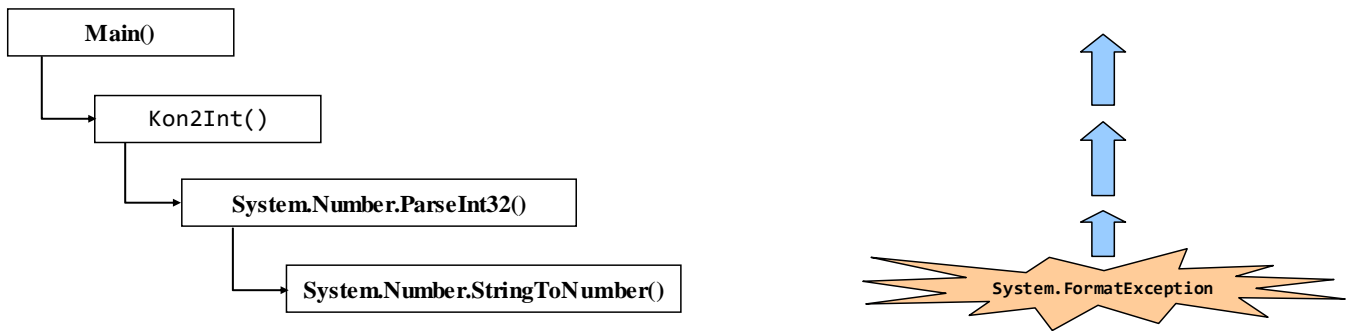 Main()
Kon2Int()
System.Number.ParseInt32()
System.Number.StringToNumber()
System.FormatException